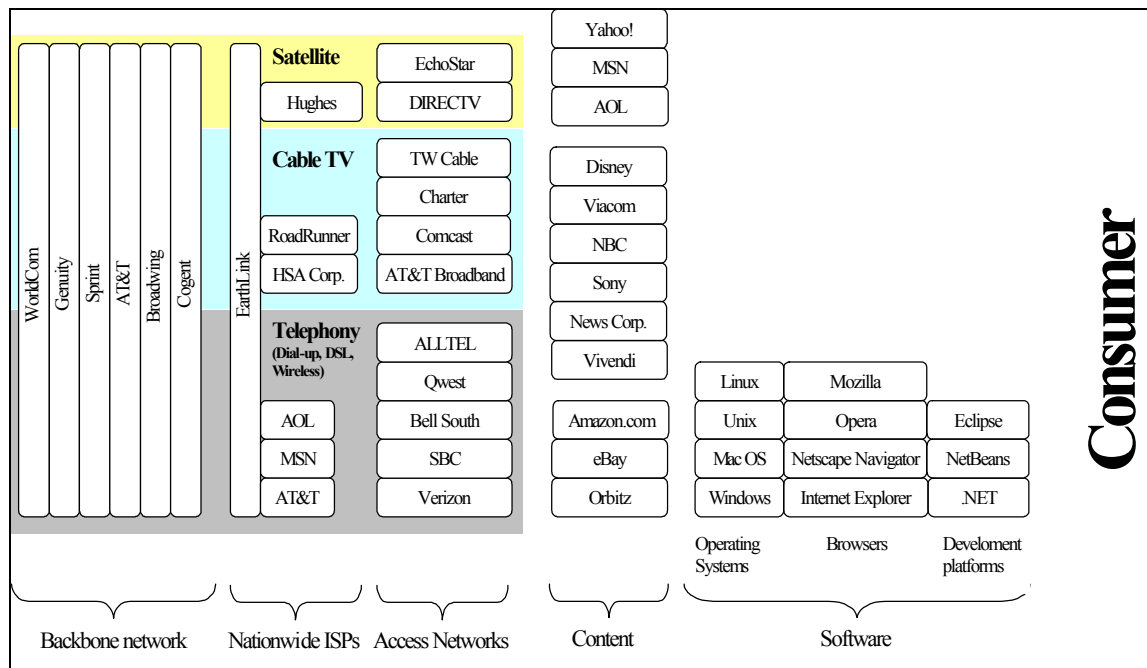 WorldCom
Genuity
Sprint
AT&T
Broadwing
Cogent
EarthLink
Satellite
Hughes
Cable TV
RoadRunner
HSA Corp.
Telephony
(Dial-up, DSL,
Wireless)
AOL
MSN
AT&T
EchoStar
DIRECTV
TW Cable
Charter
Comcast
AT&T Broadband
ALLTEL
Qwest
Bell South
SBC
Verizon
Yahoo!
MSN
AOL
Disney
Viacom
NBC
Sony
News Corp.
Vivendi
Amazon.com
eBay
Orbitz
Linux
Unix
Mac OS
Windows
Operating
Systems
Mozilla
Opera
Netscape Navigator
Internet Explorer
Browsers
Eclipse
NetBeans
.NET
Develoment
platforms
Consumer
Backbone network
Nationwide ISPs
Access Networks
Content
Software